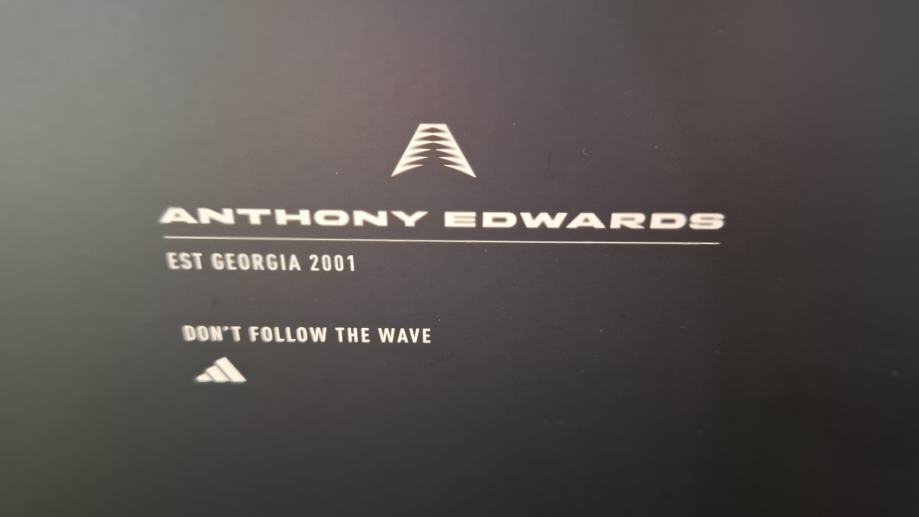 ANTHONY EDWARDS
EST GEORGIA 2001
DON'T FOLLOW THE WAVE